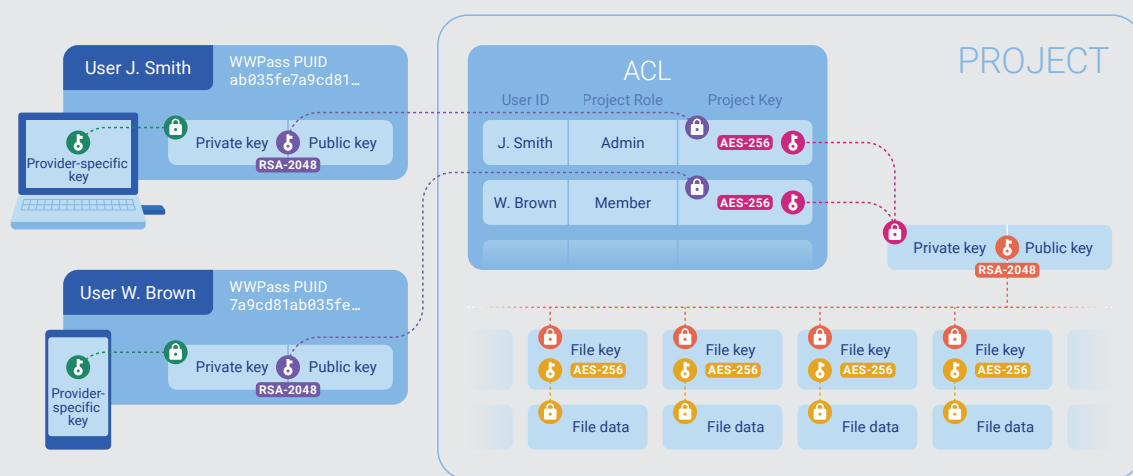 User J. Smith
WWPass PUID
ab035fe7a9cd81…
Provider-specific
key
Private key
Public key
RSA-2048
User W. Brown
WWPass PUID
7a9cd81ab035fe…
Provider-
specific
key
Private key
Public key
RSA-2048
PROJECT
ACL
User ID
Project Role
Project Key
J. Smith
Admin
AES-256
W. Brown
Member
AES-256
Private key
Public key
RSA-2048
File key
AES-256
File key
AES-256
File key
AES-256
File key
AES-256
File data
File data
File data
File data